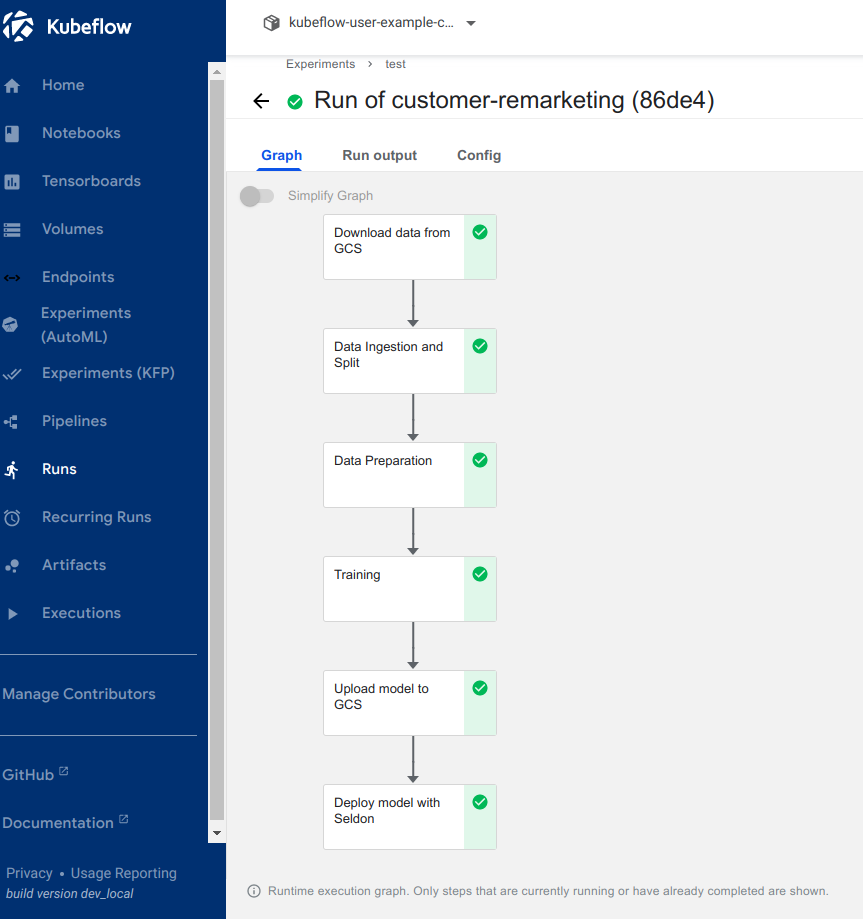 Kubeflow
Home
Notebooks
Tensorboards
Volumes
Endpoints
Experiments
(AutoML)
Experiments (KFP)
Pipelines
Runs
Recurring Runs
Artifacts
Executions
Manage Contributors
GitHub
Documentation
Privacy • Usage Reporting
build version dev_local
kubeflow-user-example-c...
Experiments > test
Run of customer-remarketing (86de4)
Graph Run output Config
Simplify Graph
Download data from
GCS
Data Ingestion and
Split
Data Preparation
Training
Upload model to
GCS
Deploy model with
Seldon
Runtime execution graph. Only steps that are currently running or have already completed are shown.